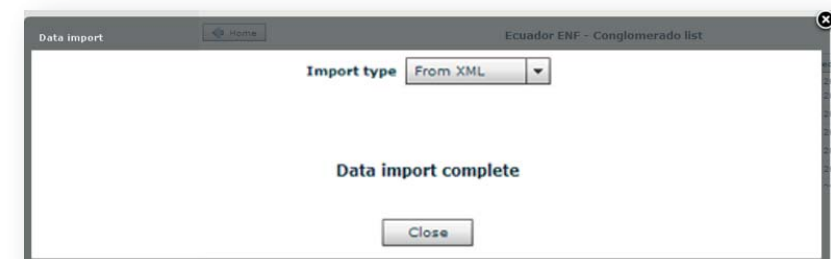 Data import
Home
Ecuador ENF - Conglomerado list
Import type From XML
Data import complete
Close